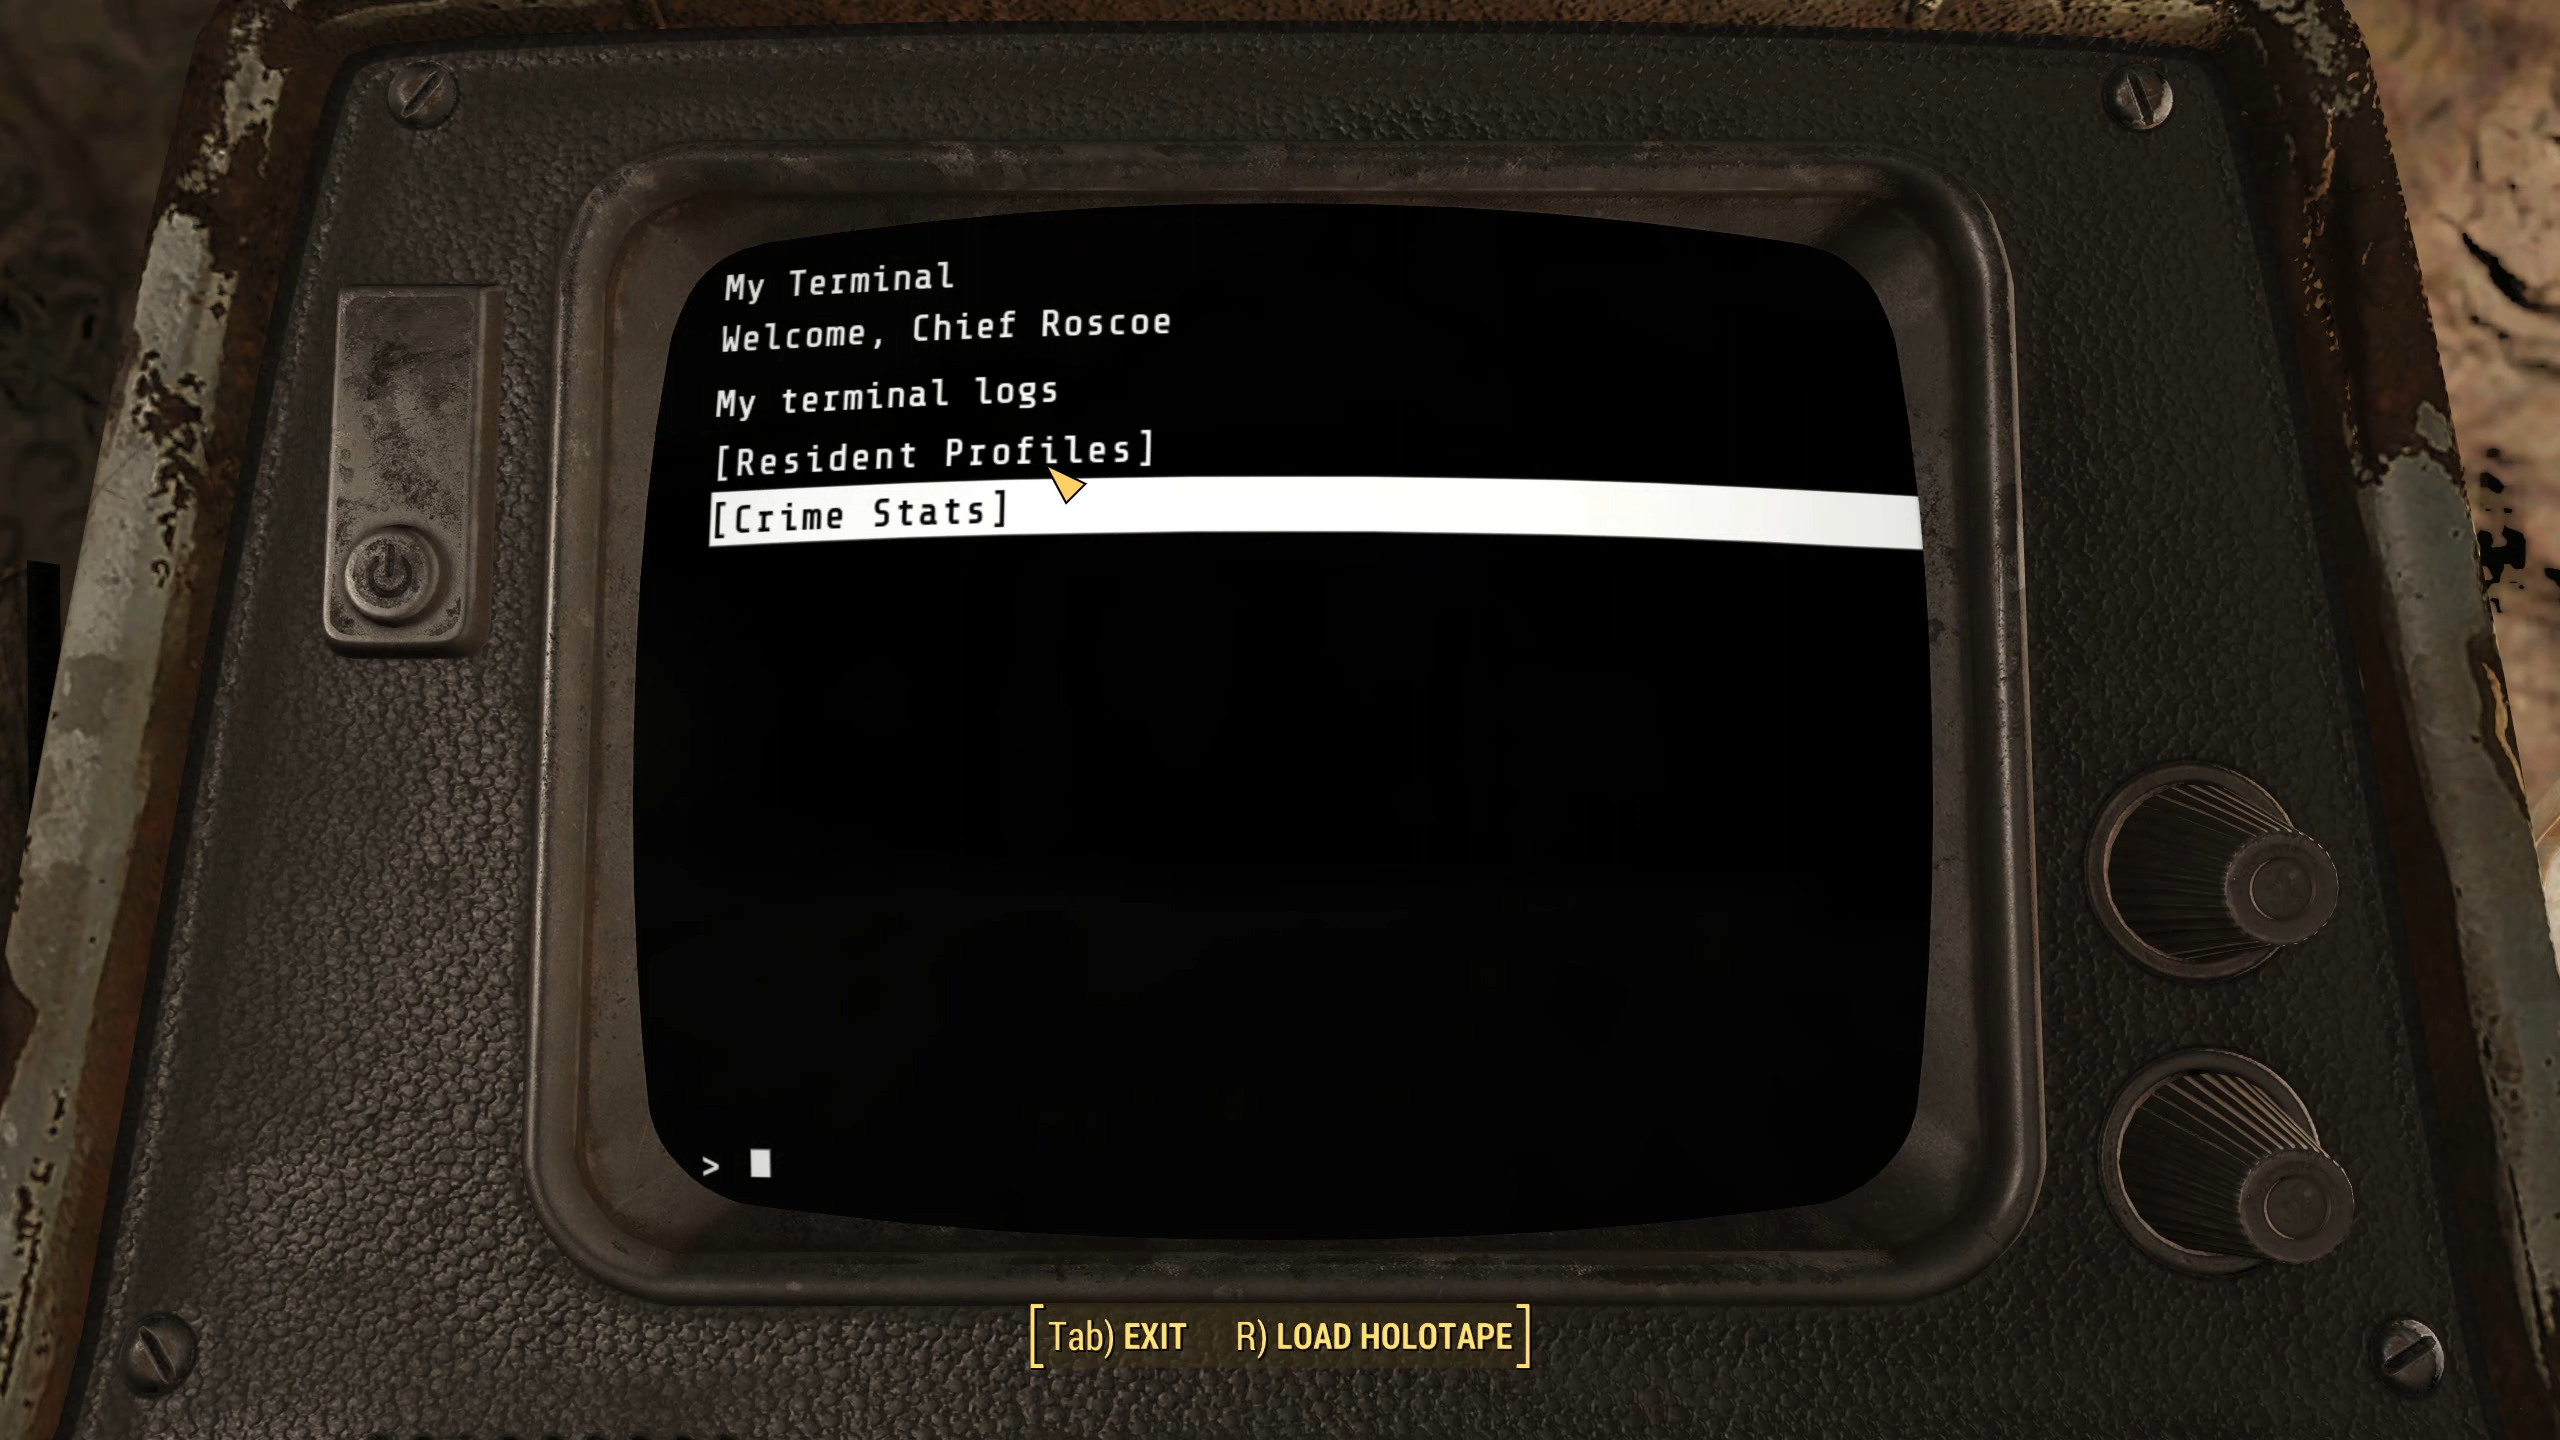 My Terminal
Welcome, Chief Roscoe
My terminal logs
[Resident Profiles]
[Crime Stats]
>
[Tab) EXIT R) LOAD HOLOTAPE]